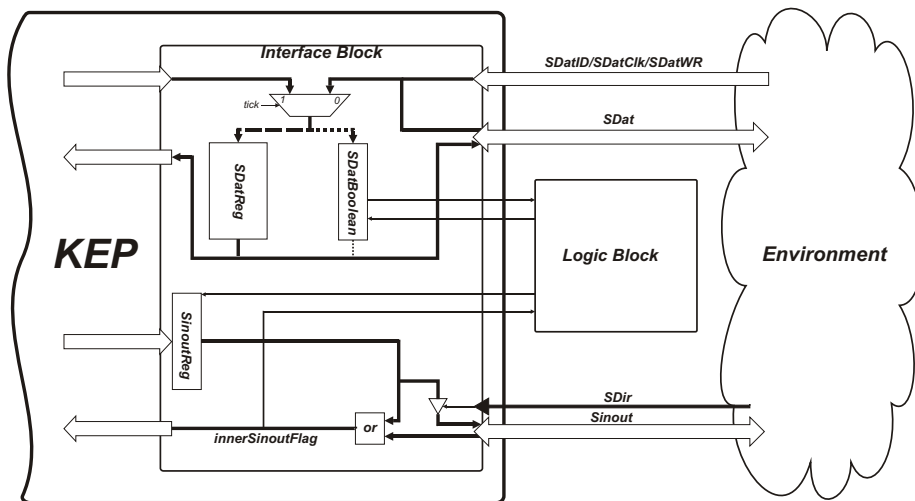 Interface Block
SDatID/SDatClk/SDatWR
1
0
tick
SDat
SDatReg
SDatBoolean
KEP
Logic Block
Environment
SinoutReg
SDir
Sinout
or
innerSinoutFlag